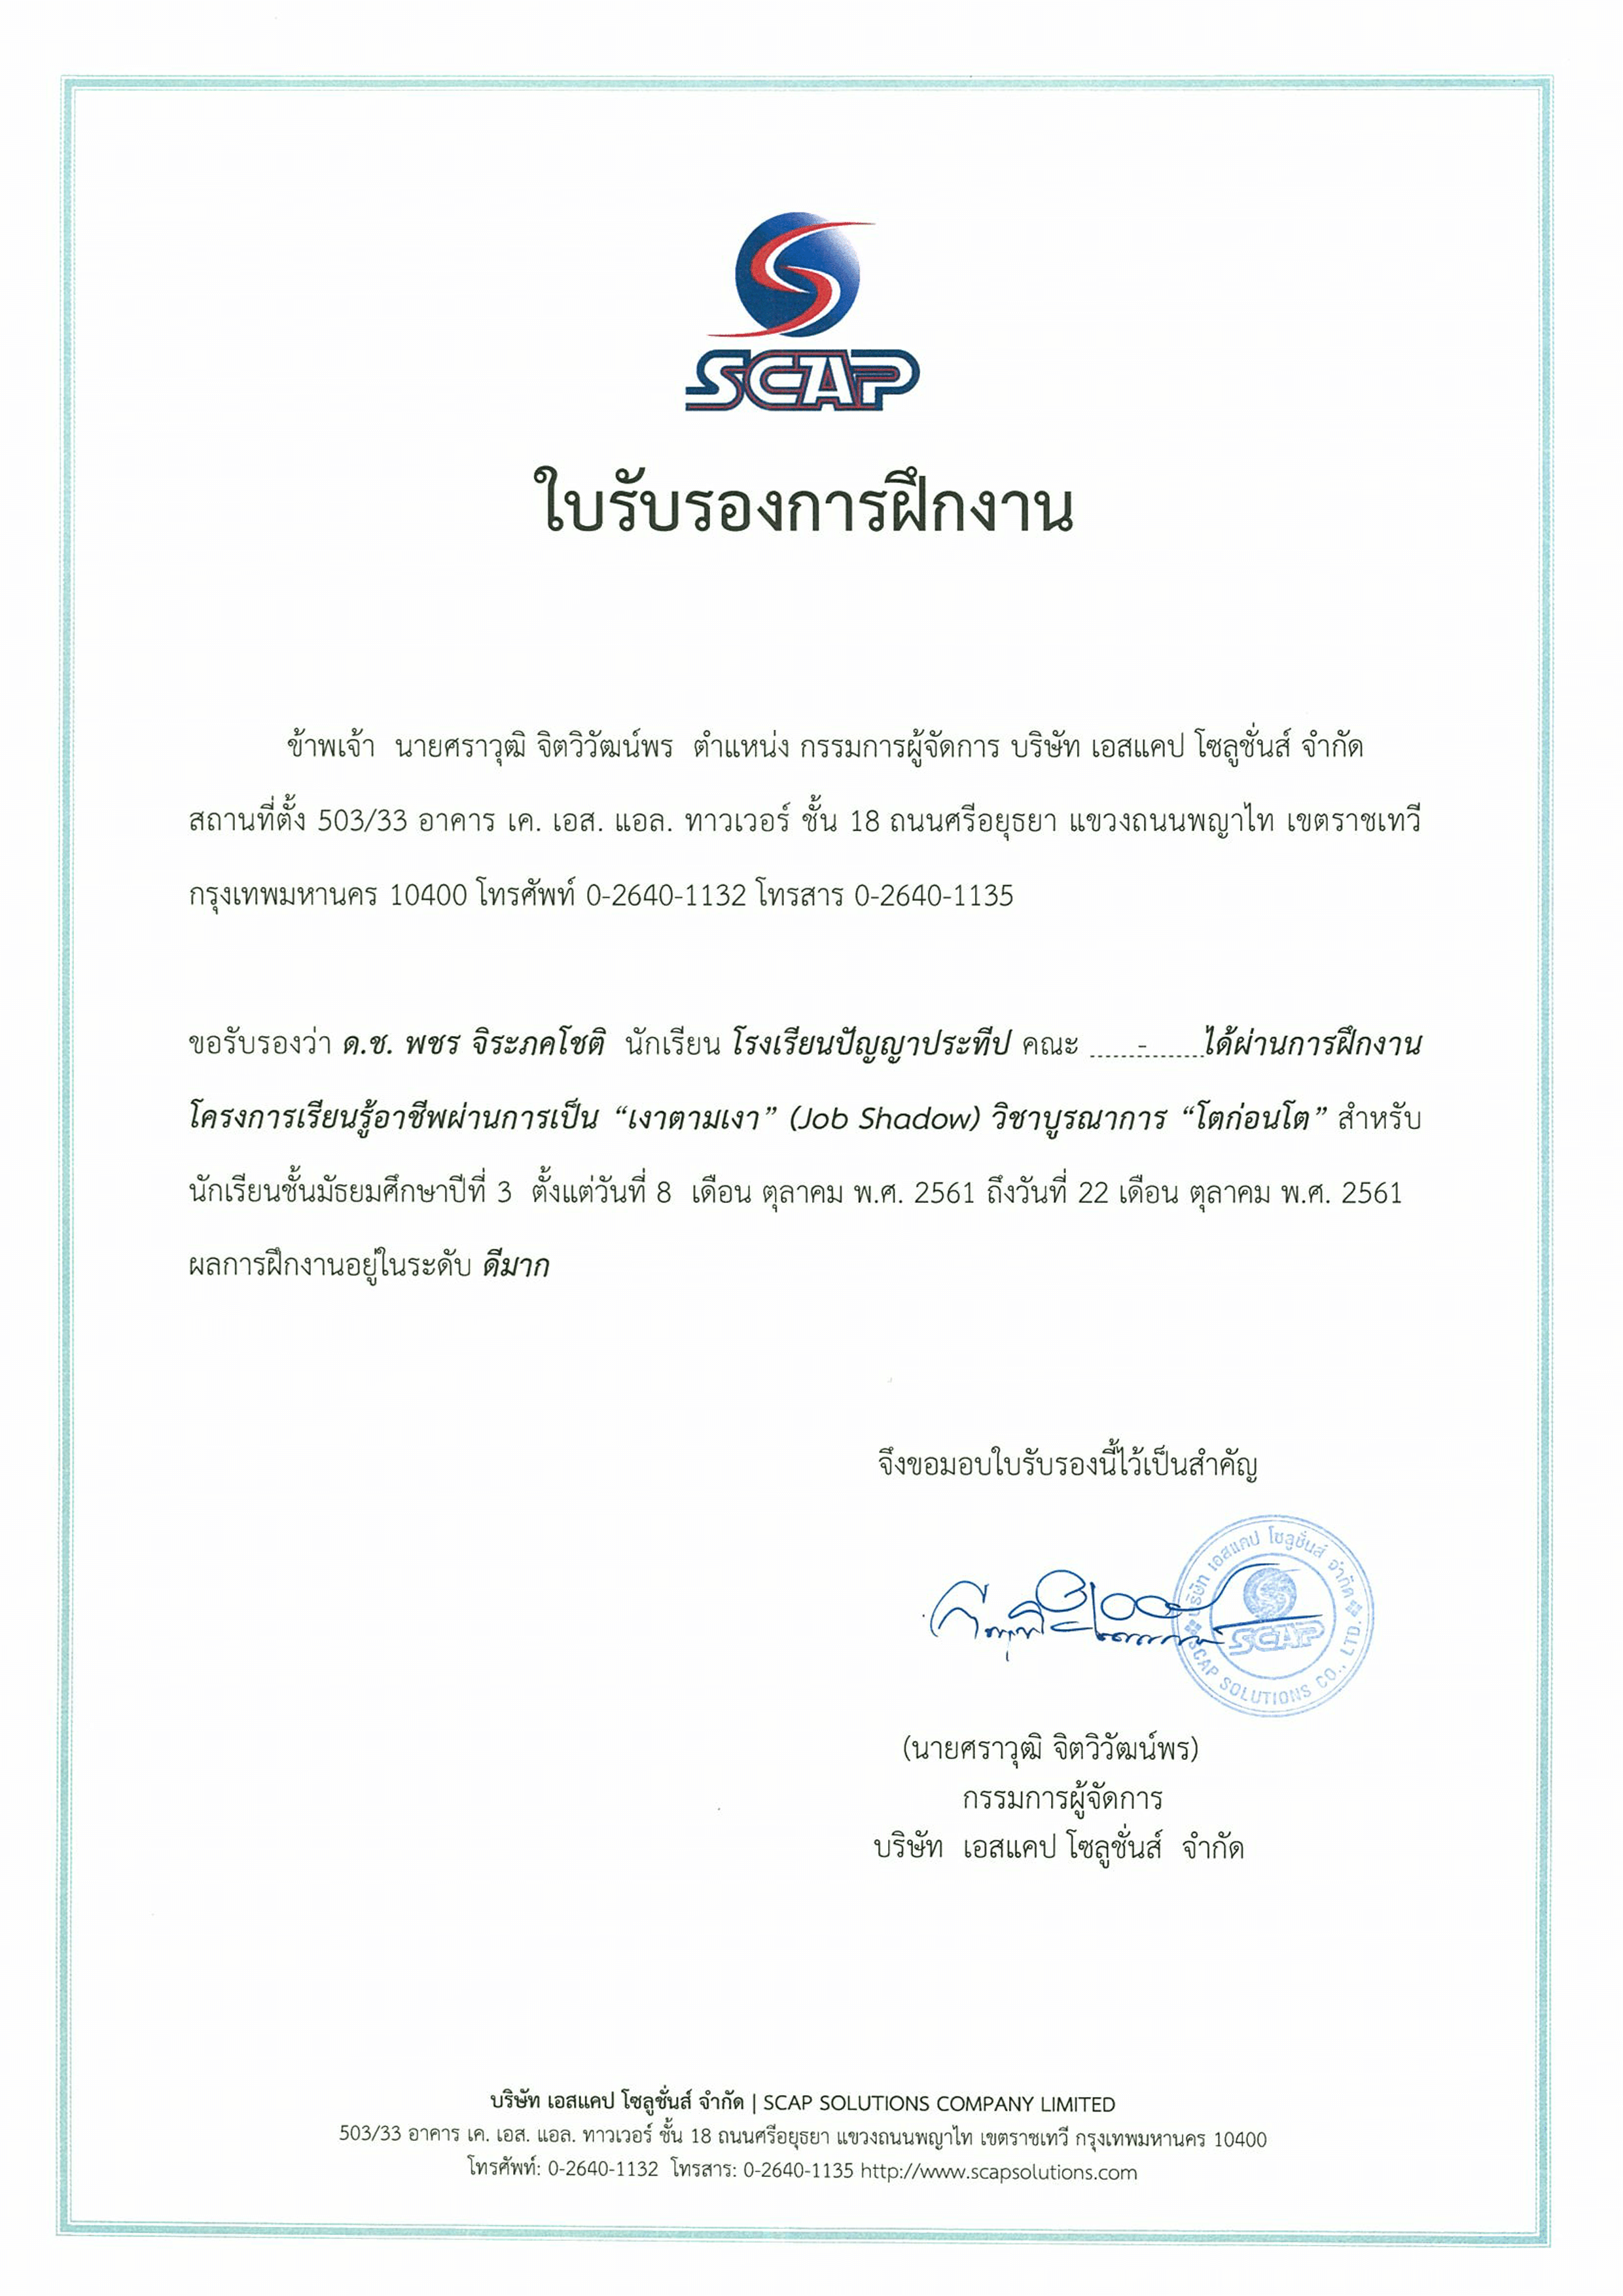 SCAP
ใบรับรองการฝึกงาน
ข้าพเจ้า นายศราวุฒิ จิตวิวัฒน์พร ตำแหน่ง กรรมการผู้จัดการ บริษัท เอสแคป โซลูชั่นส์ จำกัด
สถานที่ตั้ง 503/33 อาคาร เค. เอส. แอล. ทาวเวอร์ ชั้น 18 ถนนศรีอยุธยา แขวงถนนพญาไท เขตราชเทวี
กรุงเทพมหานคร 10400 โทรศัพท์ 0-2640-1132 โทรสาร 0-2640-1135
ขอรับรองว่า ด.ช. พชร จิระภคโชติ นักเรียน โรงเรียนปัญญาประทีป คณะ ......-........ได้ผ่านการฝึกงาน
โครงการเรียนรู้อาชีพผ่านการเป็น “เงาตามเงา” (Job Shadow) วิชาบูรณาการ “โตก่อนโต” สำหรับ
นักเรียนชั้นมัธยมศึกษาปีที่ 3 ตั้งแต่วันที่ 8 เดือน ตุลาคม พ.ศ. 2561 ถึงวันที่ 22 เดือน ตุลาคม พ.ศ. 2561
ผลการฝึกงานอยู่ในระดับ ดีมาก
จึงขอมอบใบรับรองนี้ไว้เป็นสำคัญ
บริษัท เอสแคป โซลูชั่นส์ จำกัด
SCAP
SCAP SOLUTIONS CO., LTD.
(นายศราวุฒิ จิตวิวัฒน์พร)
กรรมการผู้จัดการ
บริษัท เอสแคป โซลูชั่นส์ จำกัด
บริษัท เอสแคป โซลูชั่นส์ จำกัด | SCAP SOLUTIONS COMPANY LIMITED
503/33 อาคาร เค. เอส. แอล. ทาวเวอร์ ชั้น 18 ถนนศรีอยุธยา แขวงถนนพญาไท เขตราชเทวี กรุงเทพมหานคร 10400
โทรศัพท์: 0-2640-1132 โทรสาร: 0-2640-1135 http://www.scapsolutions.com